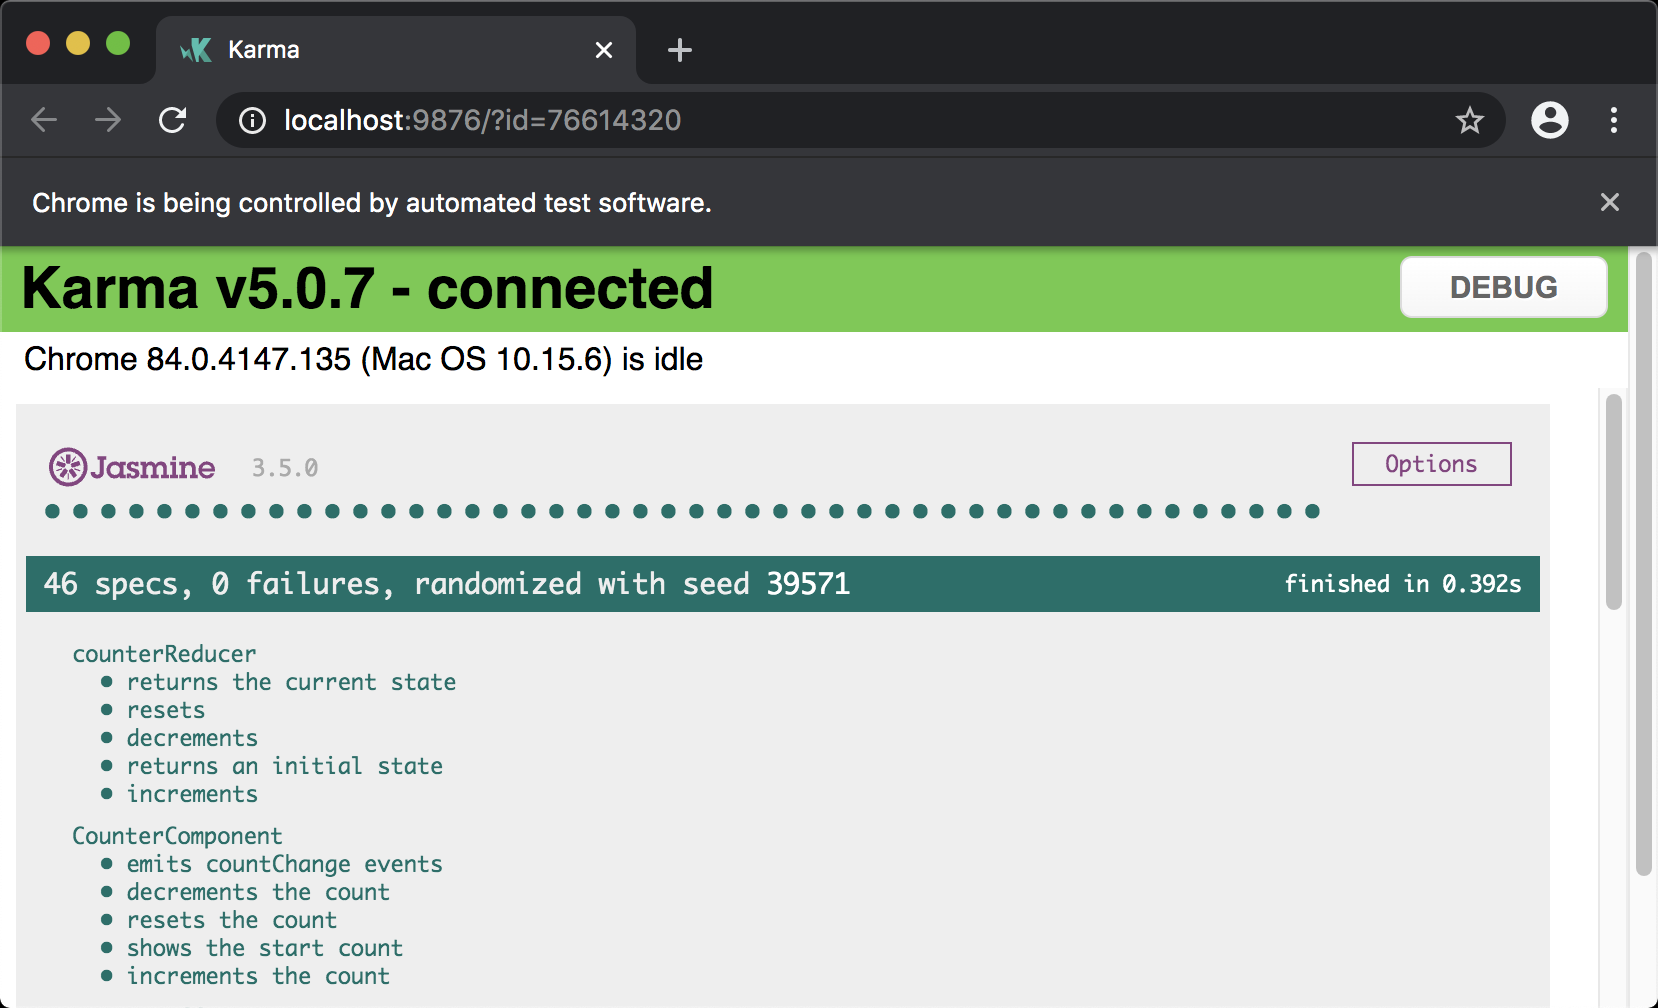 Karma
localhost:9876/?id=76614320
Chrome is being controlled by automated test software.
Karma v5.0.7 - connected
DEBUG
Chrome 84.0.4147.135 (Mac OS 10.15.6) is idle
Jasmine 3.5.0
Options
46 specs, 0 failures, randomized with seed 39571
finished in 0.392s
counterReducer
• returns the current state
• resets
• decrements
• returns an initial state
• increments
CounterComponent
• emits countChange events
• decrements the count
• resets the count
• shows the start count
• increments the count